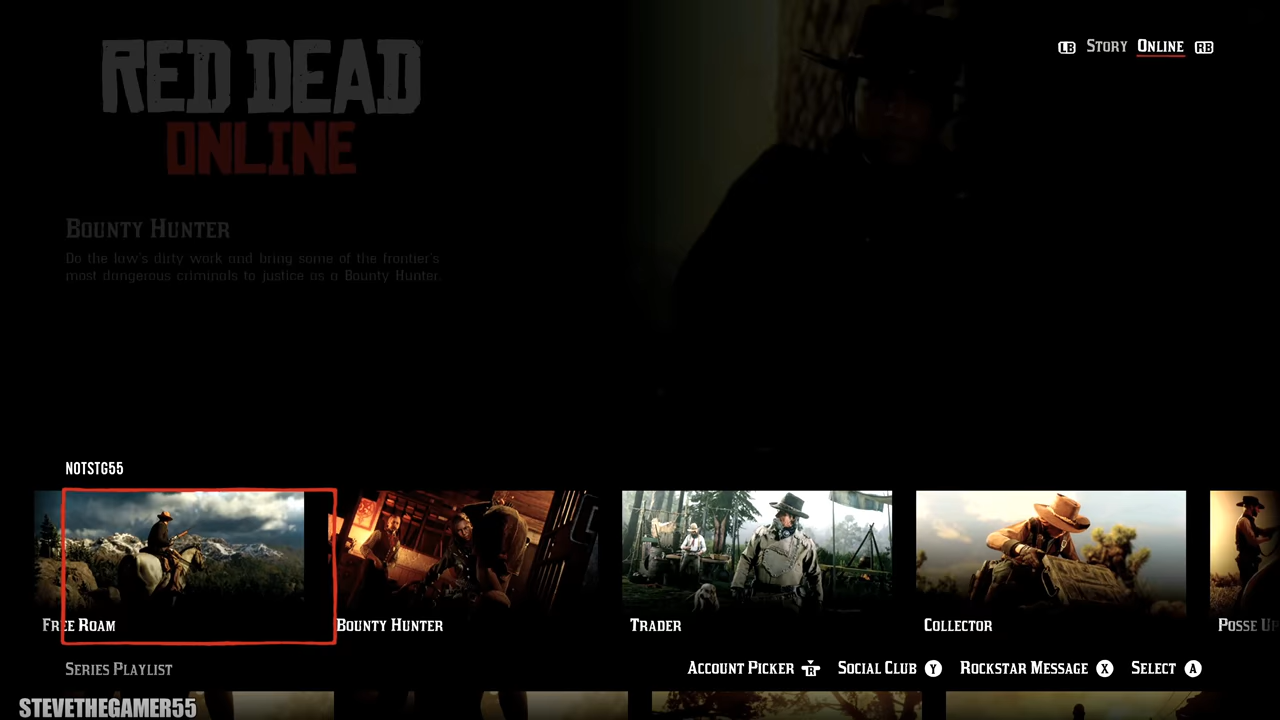 RED DEAD
ONLINE
LB STORY ONLINE RB
BOUNTY HUNTER
Do the law's dirty work and bring some of the frontier's
most dangerous criminals to justice as a Bounty Hunter.
NOTSTG55
FREE ROAM
BOUNTY HUNTER
TRADER
COLLECTOR
POSSE
SERIES PLAYLIST
ACCOUNT PICKER R SOCIAL CLUB Y ROCKSTAR MESSAGE X SELECT A
STEVETHEGAMER55